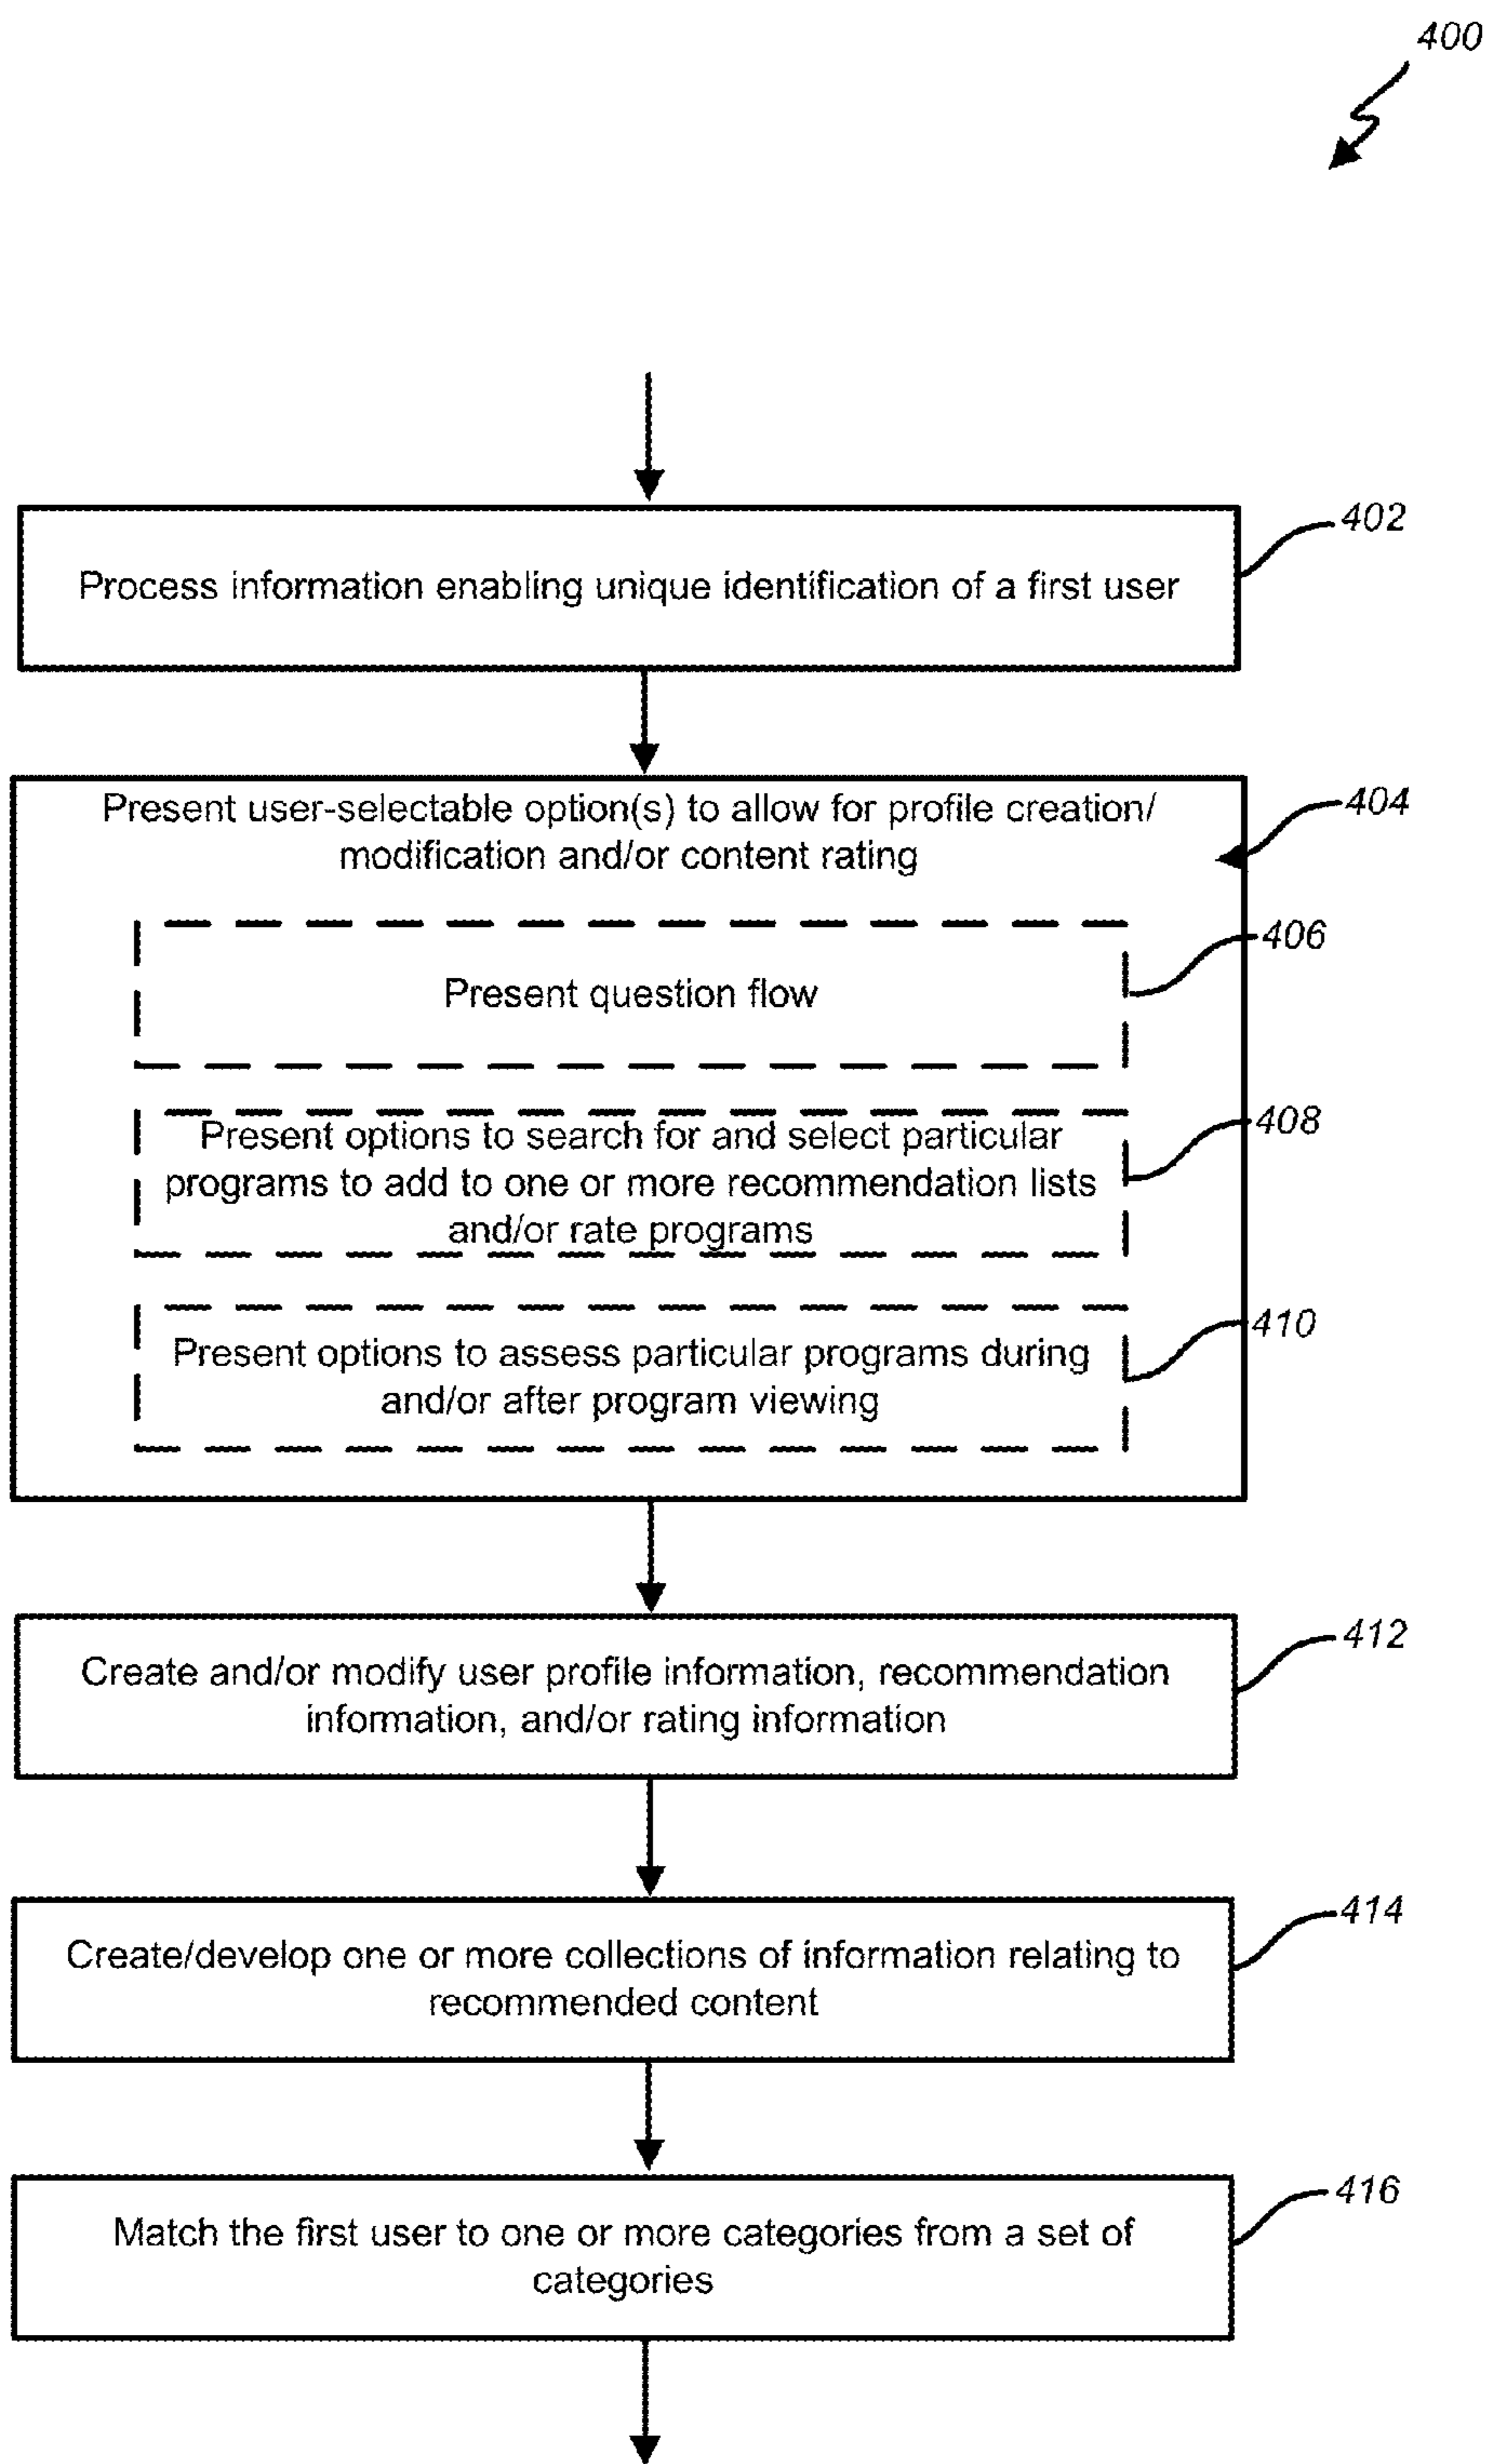 400
402
Process information enabling unique identification of a first user
404
Present user-selectable option(s) to allow for profile creation/
modification and/or content rating
406
Present question flow
408
Present options to search for and select particular
programs to add to one or more recommendation lists
and/or rate programs
410
Present options to assess particular programs during
and/or after program viewing
412
Create and/or modify user profile information, recommendation
information, and/or rating information
414
Create/develop one or more collections of information relating to
recommended content
416
Match the first user to one or more categories from a set of
categories